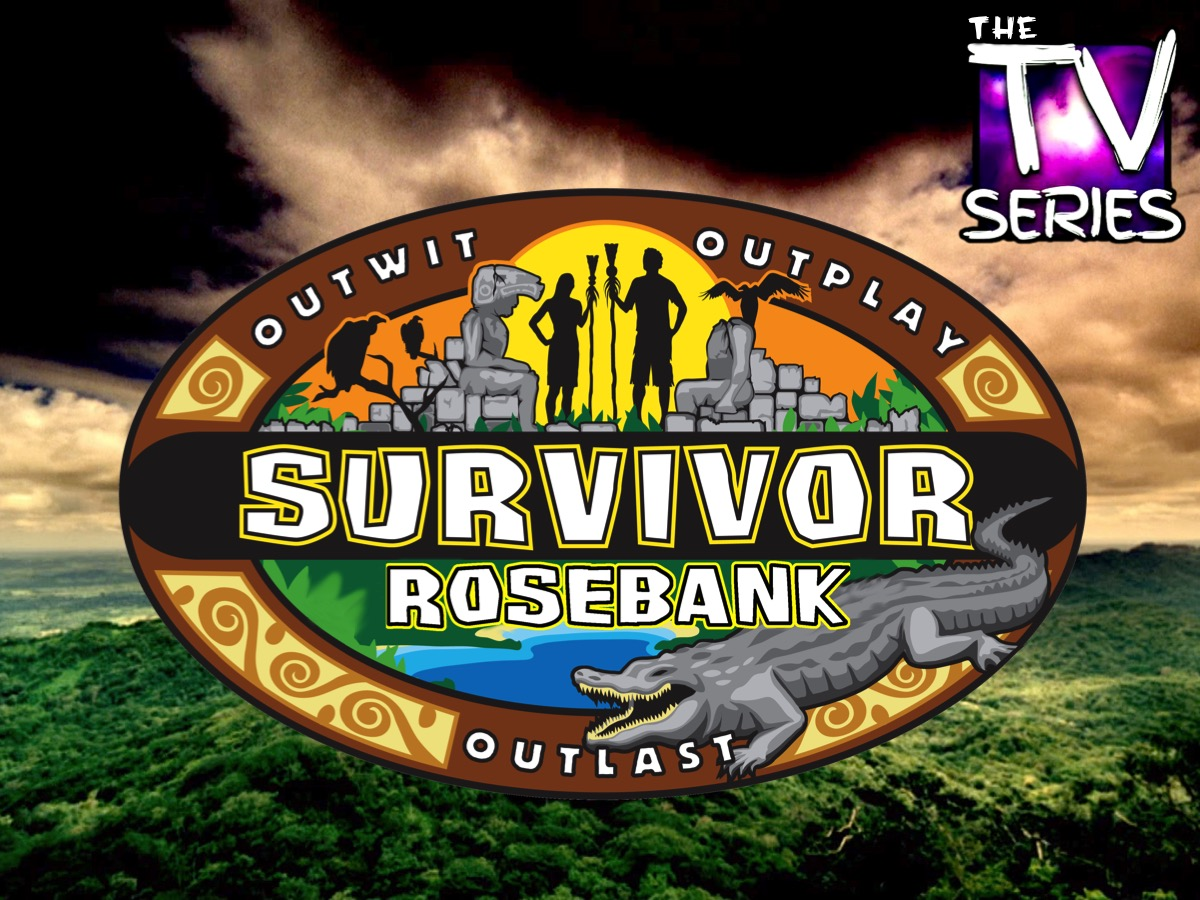 THE
TV
SERIES
OUTWIT OUTPLAY
SURVIVOR
ROSEBANK
OUTLAST